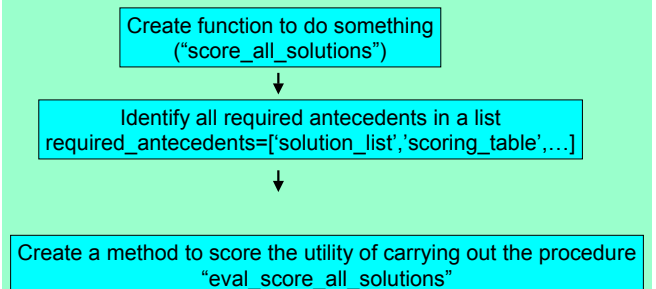 Create function to do something
(“score_all_solutions”)
Identify all required antecedents in a list
required_antecedents=[‘solution_list’,’scoring_table’,…]
Create a method to score the utility of carrying out the procedure
“eval_score_all_solutions”